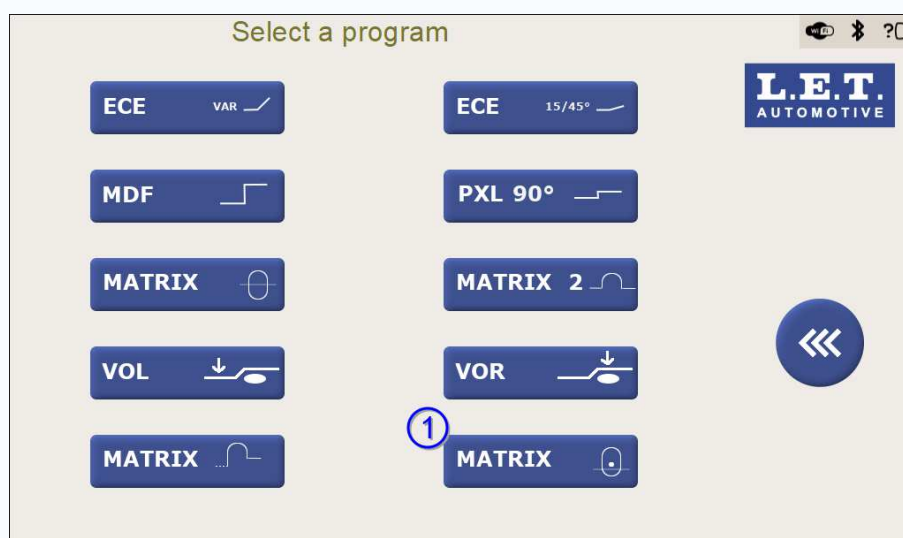 Select a program
WiFi ?
L.E.T.
AUTOMOTIVE
ECE VAR
ECE 15/45°
MDF
PXL 90°
MATRIX
MATRIX 2
VOL
VOR
1
MATRIX
MATRIX